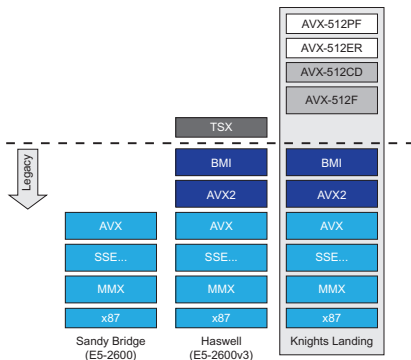 AVX-512PF
AVX-512ER
AVX-512CD
AVX-512F
TSX
Legacy
BMI
BMI
AVX2
AVX2
AVX
AVX
AVX
SSE...
SSE...
SSE...
MMX
MMX
MMX
x87
x87
x87
Sandy Bridge
(E5-2600)
Haswell
(E5-2600v3)
Knights Landing